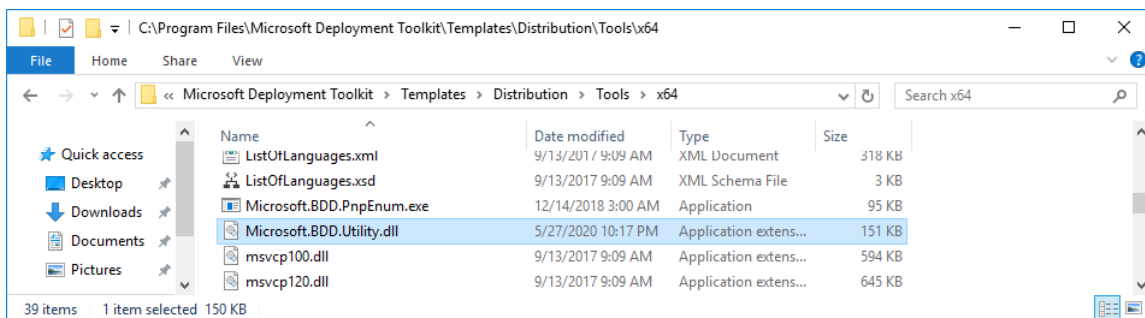 C:\Program Files\Microsoft Deployment Toolkit\Templates\Distribution\Tools\x64
File Home Share View
« Microsoft Deployment Toolkit > Templates > Distribution > Tools > x64 Search x64
Name Date modified Type Size
Quick access
ListOfLanguages.xml 9/13/2017 9:09 AM XML Document 318 KB
Desktop
ListOfLanguages.xsd 9/13/2017 9:09 AM XML Schema File 3 KB
Downloads
Microsoft.BDD.PnpEnum.exe 12/14/2018 3:00 AM Application 95 KB
Documents
Microsoft.BDD.Utility.dll 5/27/2020 10:17 PM Application extens... 151 KB
Pictures
msvcp100.dll 9/13/2017 9:09 AM Application extens... 594 KB
msvcp120.dll 9/13/2017 9:09 AM Application extens... 645 KB
39 items 1 item selected 150 KB